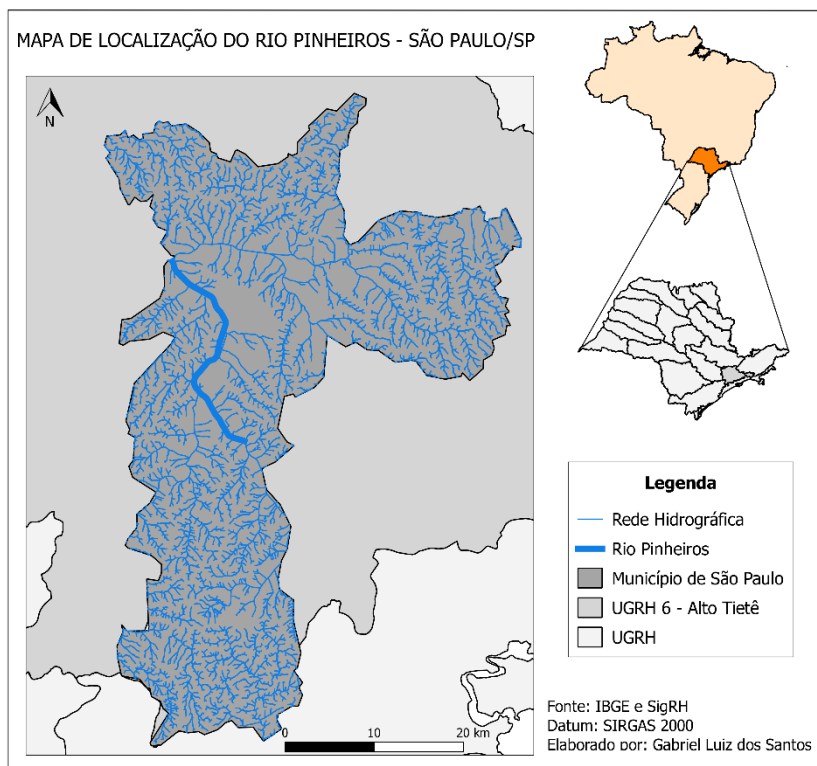 MAPA DE LOCALIZAÇÃO DO RIO PINHEIROS - SÃO PAULO/SP
N
0 10 20 km
Legenda
Rede Hidrográfica
Rio Pinheiros
Município de São Paulo
UGRH 6 - Alto Tietê
UGRH
Fonte: IBGE e SigRH
Datum: SIRGAS 2000
Elaborado por: Gabriel Luiz dos Santos